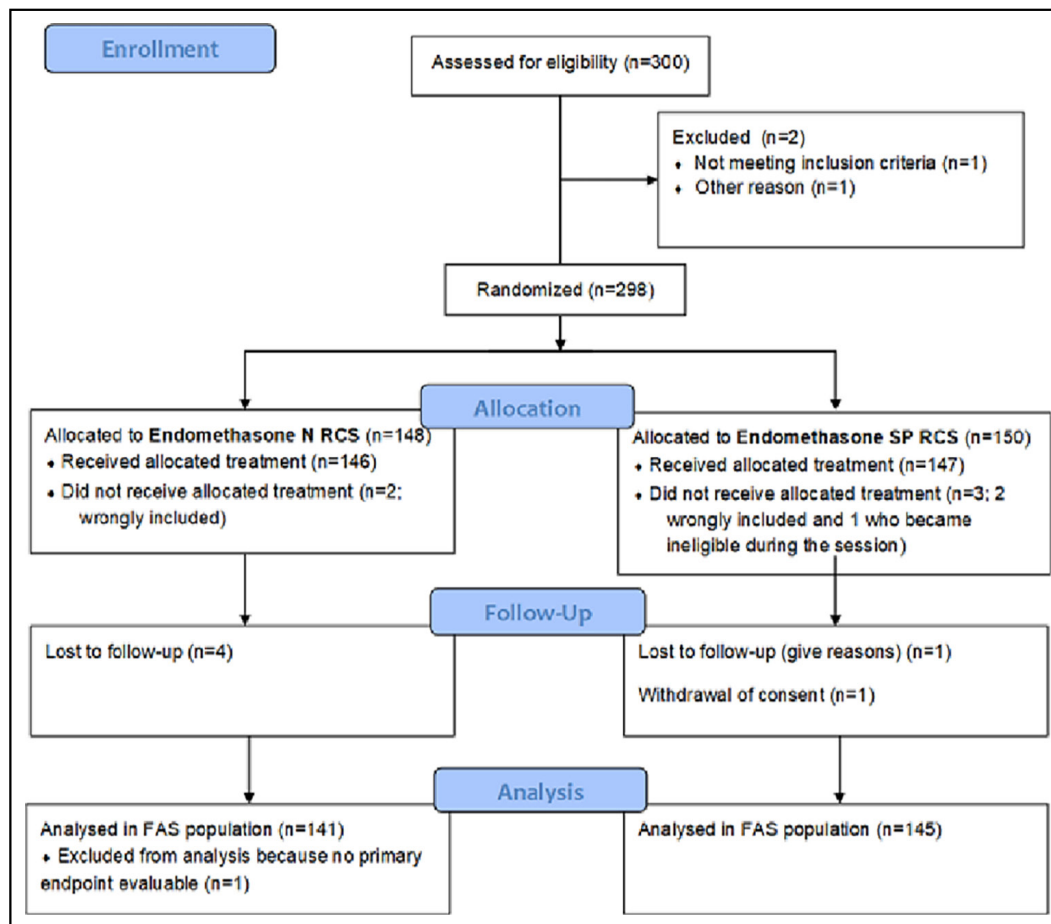 Enrollment
Assessed for eligibility (n=300)
Excluded (n=2)
♦ Not meeting inclusion criteria (n=1)
♦ Other reason (n=1)
Randomized (n=298)
Allocation
Allocated to Endomethasone N RCS (n=148)
♦ Received allocated treatment (n=146)
♦ Did not receive allocated treatment (n=2;
wrongly included)
Allocated to Endomethasone SP RCS (n=150)
♦ Received allocated treatment (n=147)
♦ Did not receive allocated treatment (n=3; 2
wrongly included and 1 who became
ineligible during the session)
Follow-Up
Lost to follow-up (n=4)
Lost to follow-up (give reasons) (n=1)
Withdrawal of consent (n=1)
Analysis
Analysed in FAS population (n=141)
♦ Excluded from analysis because no primary
endpoint evaluable (n=1)
Analysed in FAS population (n=145)